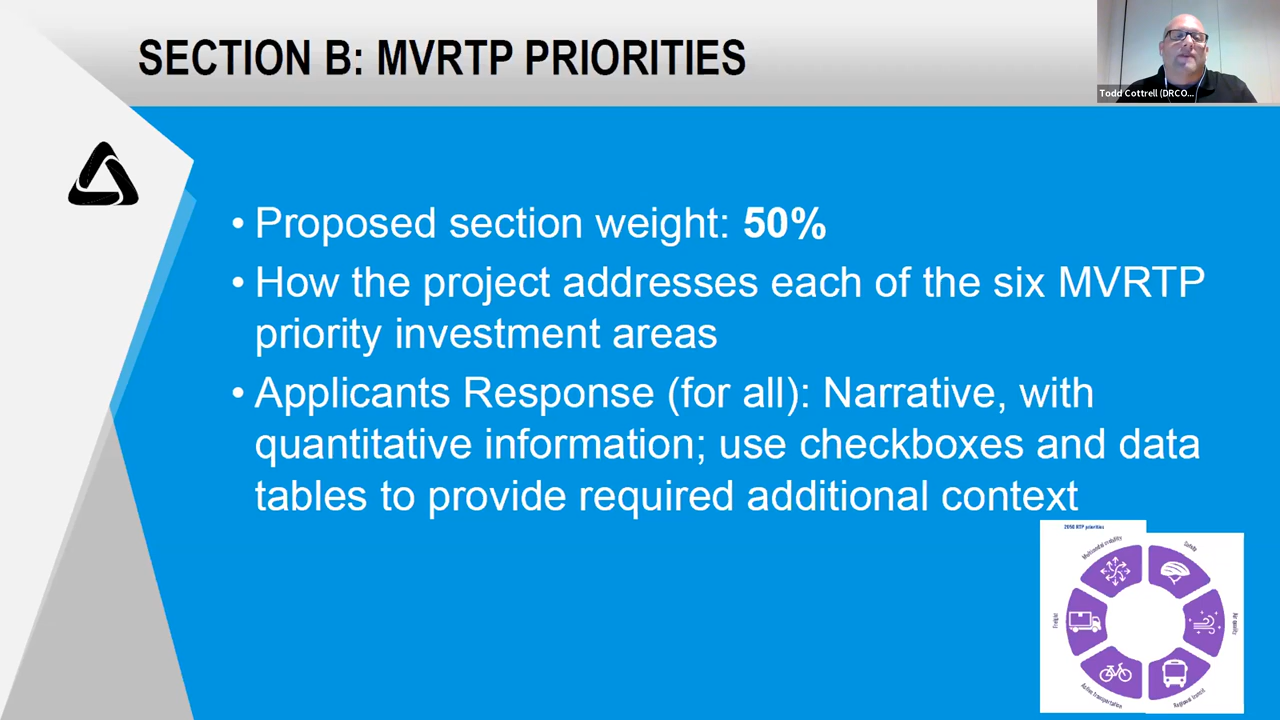 SECTION B: MVRTP PRIORITIES
Todd Cottrell (DRCO...
• Proposed section weight: 50%
• How the project addresses each of the six MVRTP
priority investment areas
• Applicants Response (for all): Narrative, with
quantitative information; use checkboxes and data
tables to provide required additional context
2050 RTP priorities
Multimodal mobility
Safety
Freight
Air quality
Active transportation
Regional transit